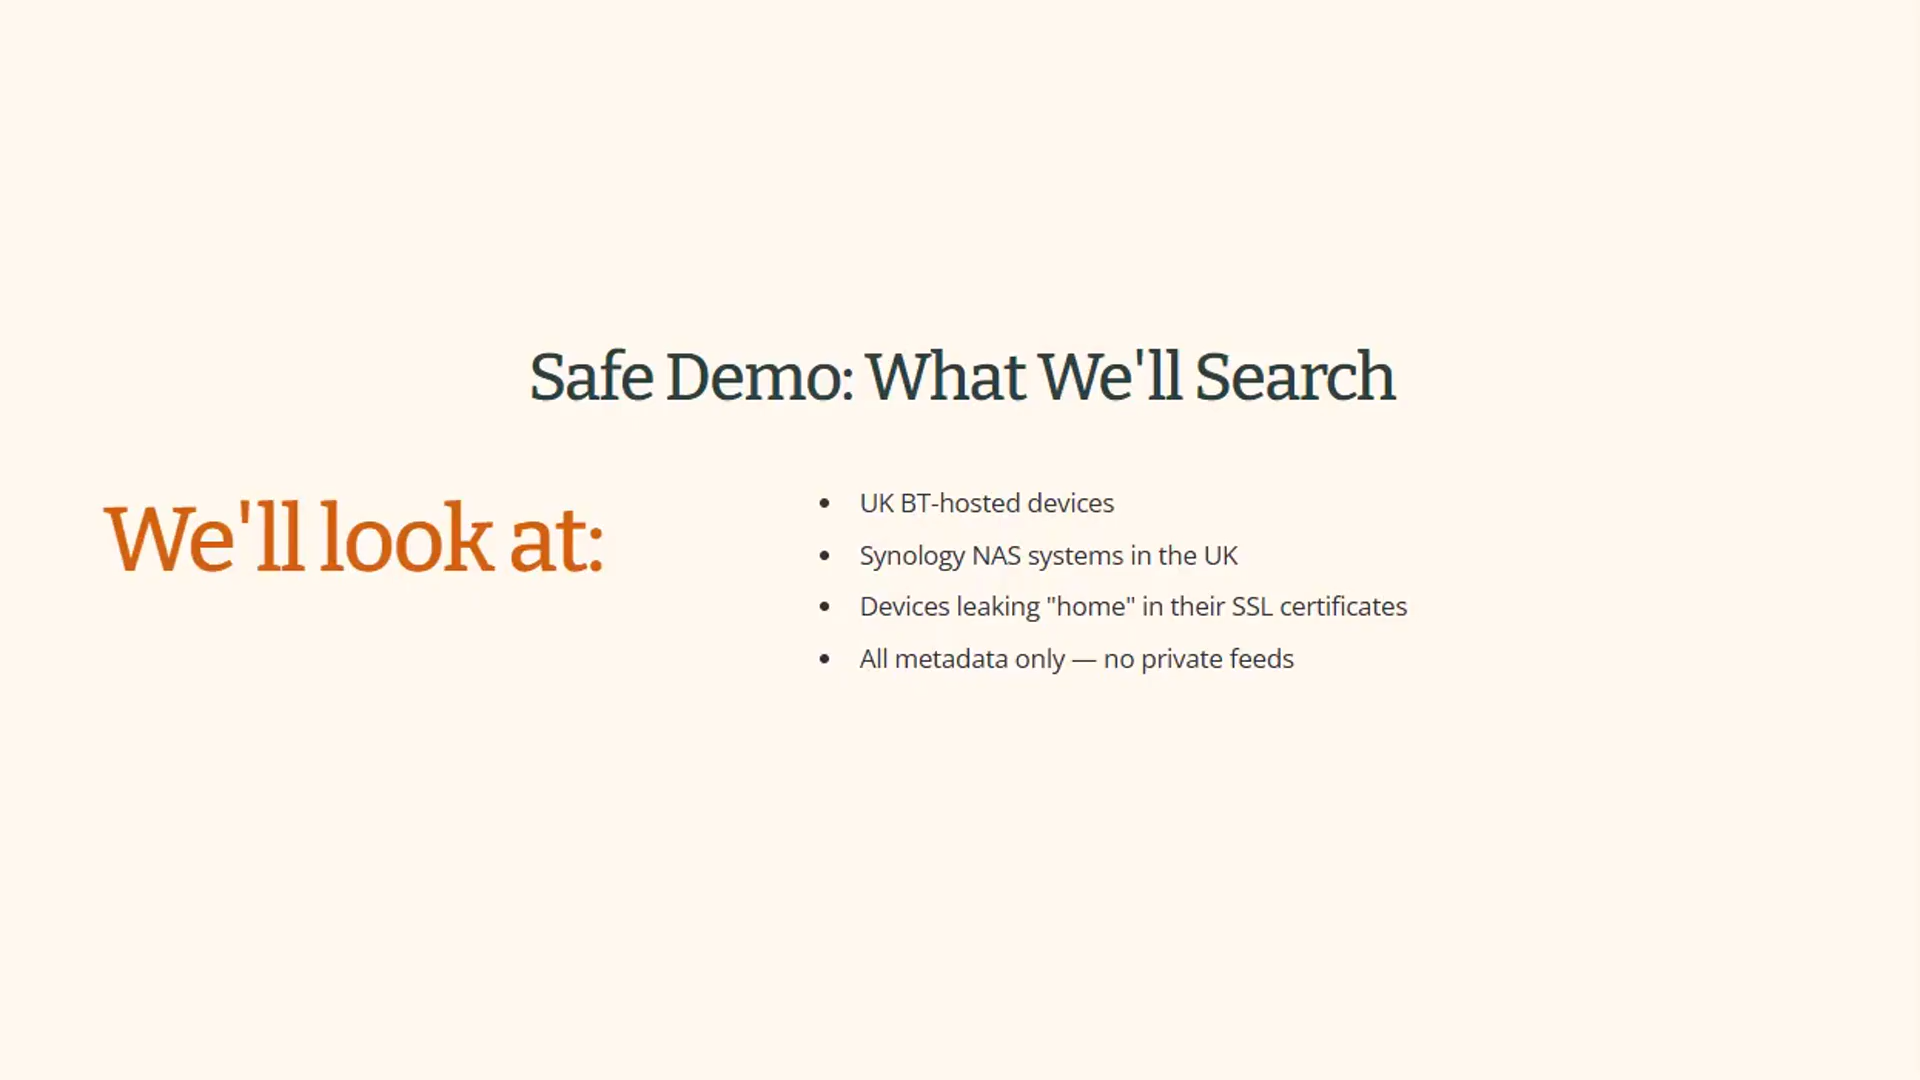 Safe Demo: What We'll Search
We'll look at:
• UK BT-hosted devices
• Synology NAS systems in the UK
• Devices leaking "home" in their SSL certificates
• All metadata only — no private feeds